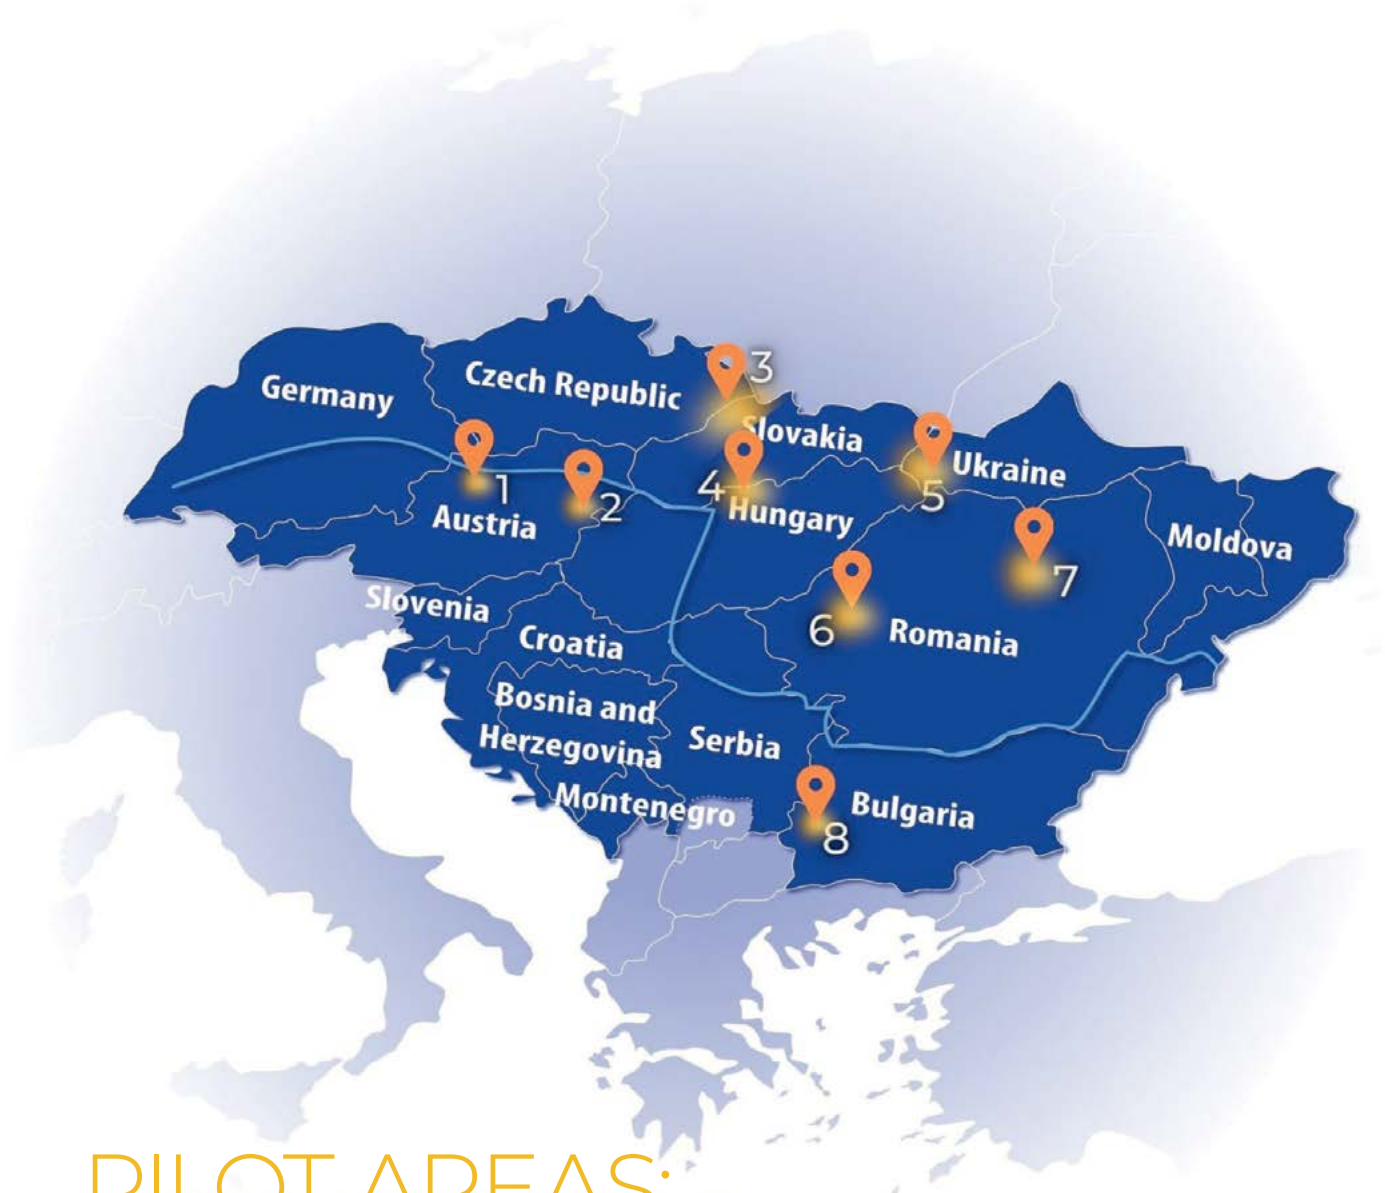 3
Czech Republic
Germany
Slovakia
Ukraine
1
2
4
5
Austria
Hungary
Moldova
7
Slovenia
6
Romania
Croatia
Bosnia and
Herzegovina
Serbia
Montenegro
Bulgaria
8
PILOT AREAS: